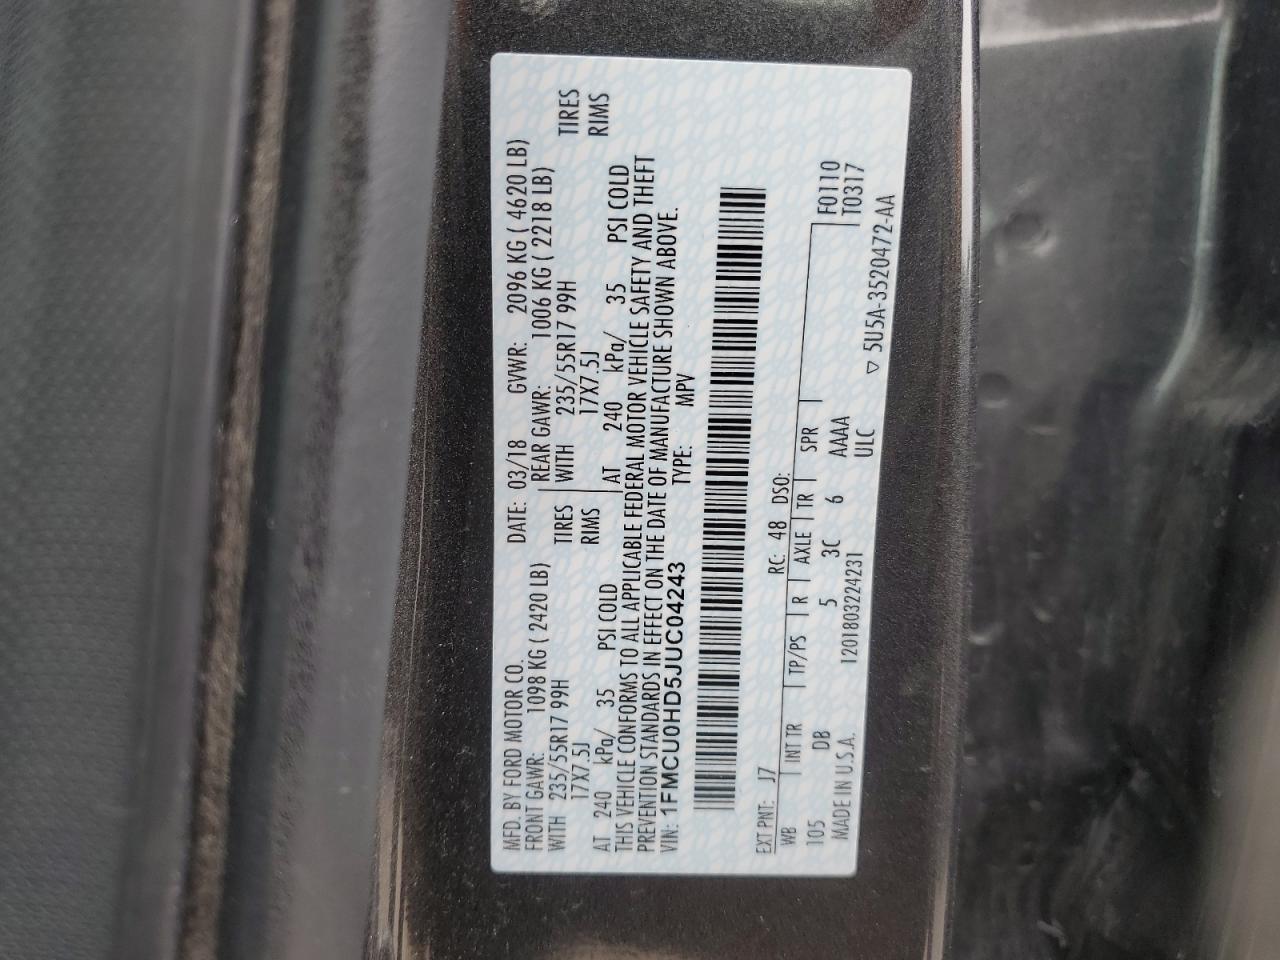 MFD. BY FORD MOTOR CO. DATE: 03/18 GVWR: 2096 KG ( 4620 LB)
FRONT GAWR: 1098 KG ( 2420 LB) REAR GAWR: 1006 KG ( 2218 LB)
WITH 235/55R17 99H TIRES WITH 235/55R17 99H TIRES
17X7.5J RIMS 17X7.5J RIMS
AT 240 kPa/ 35 PSI COLD AT 240 kPa/ 35 PSI COLD
THIS VEHICLE CONFORMS TO ALL APPLICABLE FEDERAL MOTOR VEHICLE SAFETY AND THEFT
PREVENTION STANDARDS IN EFFECT ON THE DATE OF MANUFACTURE SHOWN ABOVE.
VIN: 1FMCU0HD5JUC04243 TYPE: MPV
EXT PNT: J7 RC: 48 DSO:
WB INT TR TP/PS R AXLE TR SPR F0110
105 DB 5 3C 6 AAAA T0317
MADE IN U.S.A. 120180322423​1 ULC
▽ 5U5A-3520472-AA